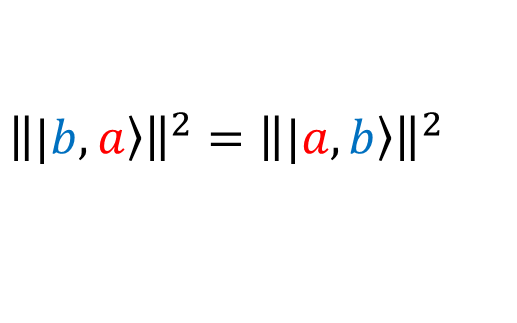 ‖|b, a⟩‖² = ‖|a, b⟩‖²